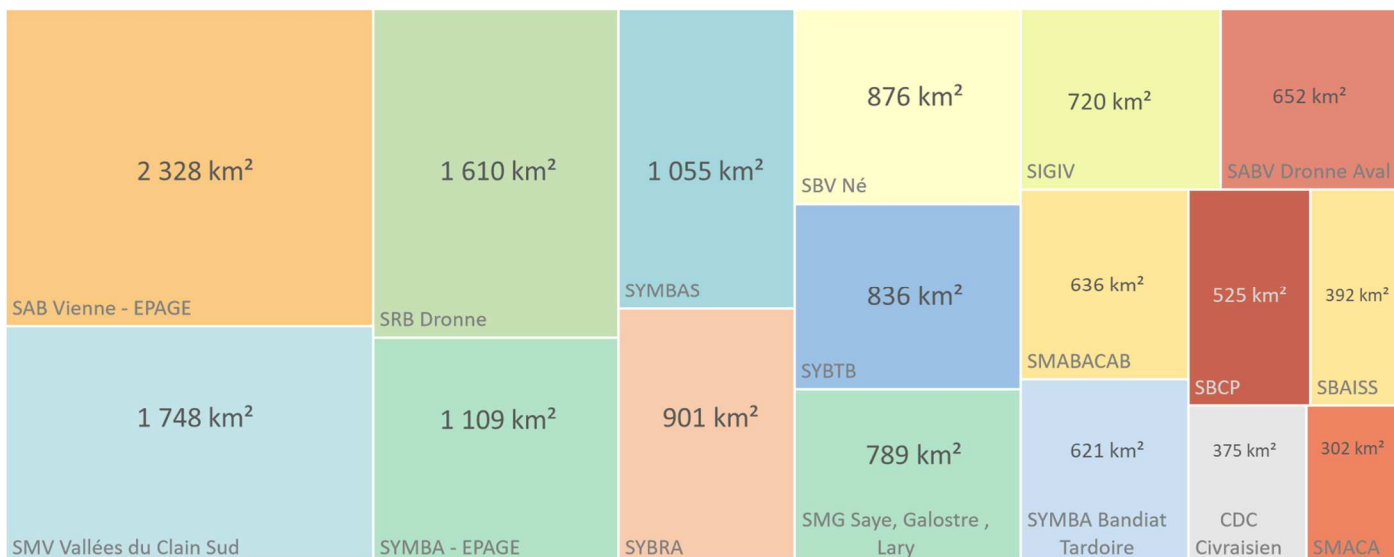 2 328 km²
SAB Vienne - EPAGE
1 748 km²
SMV Vallées du Clain Sud
1 610 km²
SRB Dronne
1 109 km²
SYMBA - EPAGE
1 055 km²
SYMBAS
901 km²
SYBRA
876 km²
SBV Né
836 km²
SYBTB
789 km²
SMG Saye, Galostre ,
Lary
720 km²
SIGIV
652 km²
SABV Dronne Aval
636 km²
SMABACAB
621 km²
SYMBA Bandiat
Tardoire
525 km²
SBCP
392 km²
SBAISS
375 km²
CDC
Civraisien
302 km²
SMACA